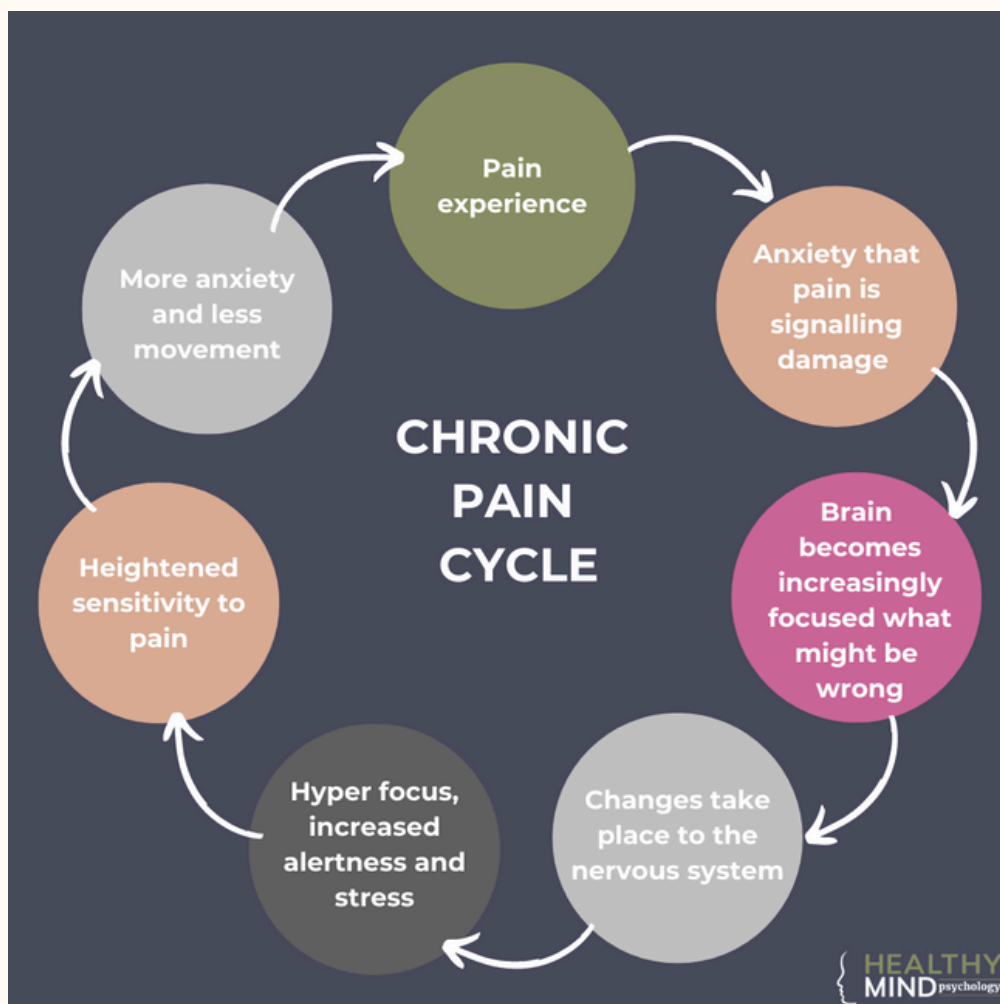 Pain
experience
Anxiety that
pain is
signalling
damage
Brain
becomes
increasingly
focused what
might be
wrong
Changes take
place to the
nervous system
Hyper focus,
increased
alertness and
stress
Heightened
sensitivity to
pain
More anxiety
and less
movement
CHRONIC
PAIN
CYCLE
HEALTHY
MIND psychology